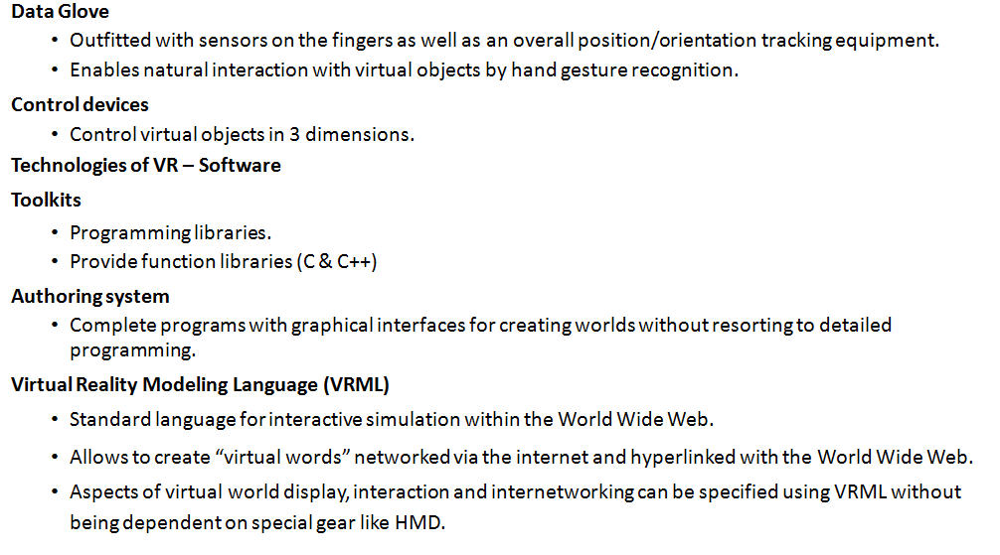 Data Glove
• Outfitted with sensors on the fingers as well as an overall position/orientation tracking equipment.
• Enables natural interaction with virtual objects by hand gesture recognition.
Control devices
• Control virtual objects in 3 dimensions.
Technologies of VR – Software
Toolkits
• Programming libraries.
• Provide function libraries (C & C++)
Authoring system
• Complete programs with graphical interfaces for creating worlds without resorting to detailed
programming.
Virtual Reality Modeling Language (VRML)
• Standard language for interactive simulation within the World Wide Web.
• Allows to create “virtual words” networked via the internet and hyperlinked with the World Wide Web.
• Aspects of virtual world display, interaction and internetworking can be specified using VRML without
being dependent on special gear like HMD.